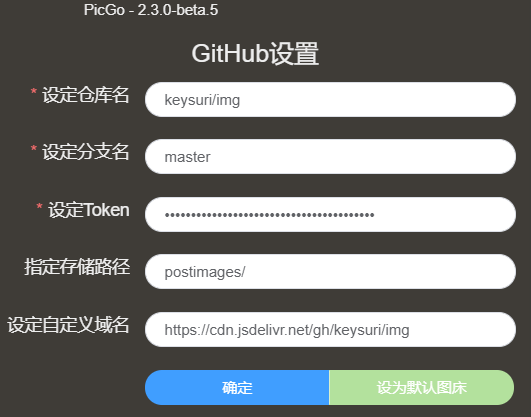 PicGo - 2.3.0-beta.5
GitHub设置
* 设定仓库名 keysuri/img
* 设定分支名 master
* 设定Token ••••••••••••••••••••••••••••••••••••••••
指定存储路径 postimages/
设定自定义域名 https://cdn.jsdelivr.net/gh/keysuri/img
确定 设为默认图床